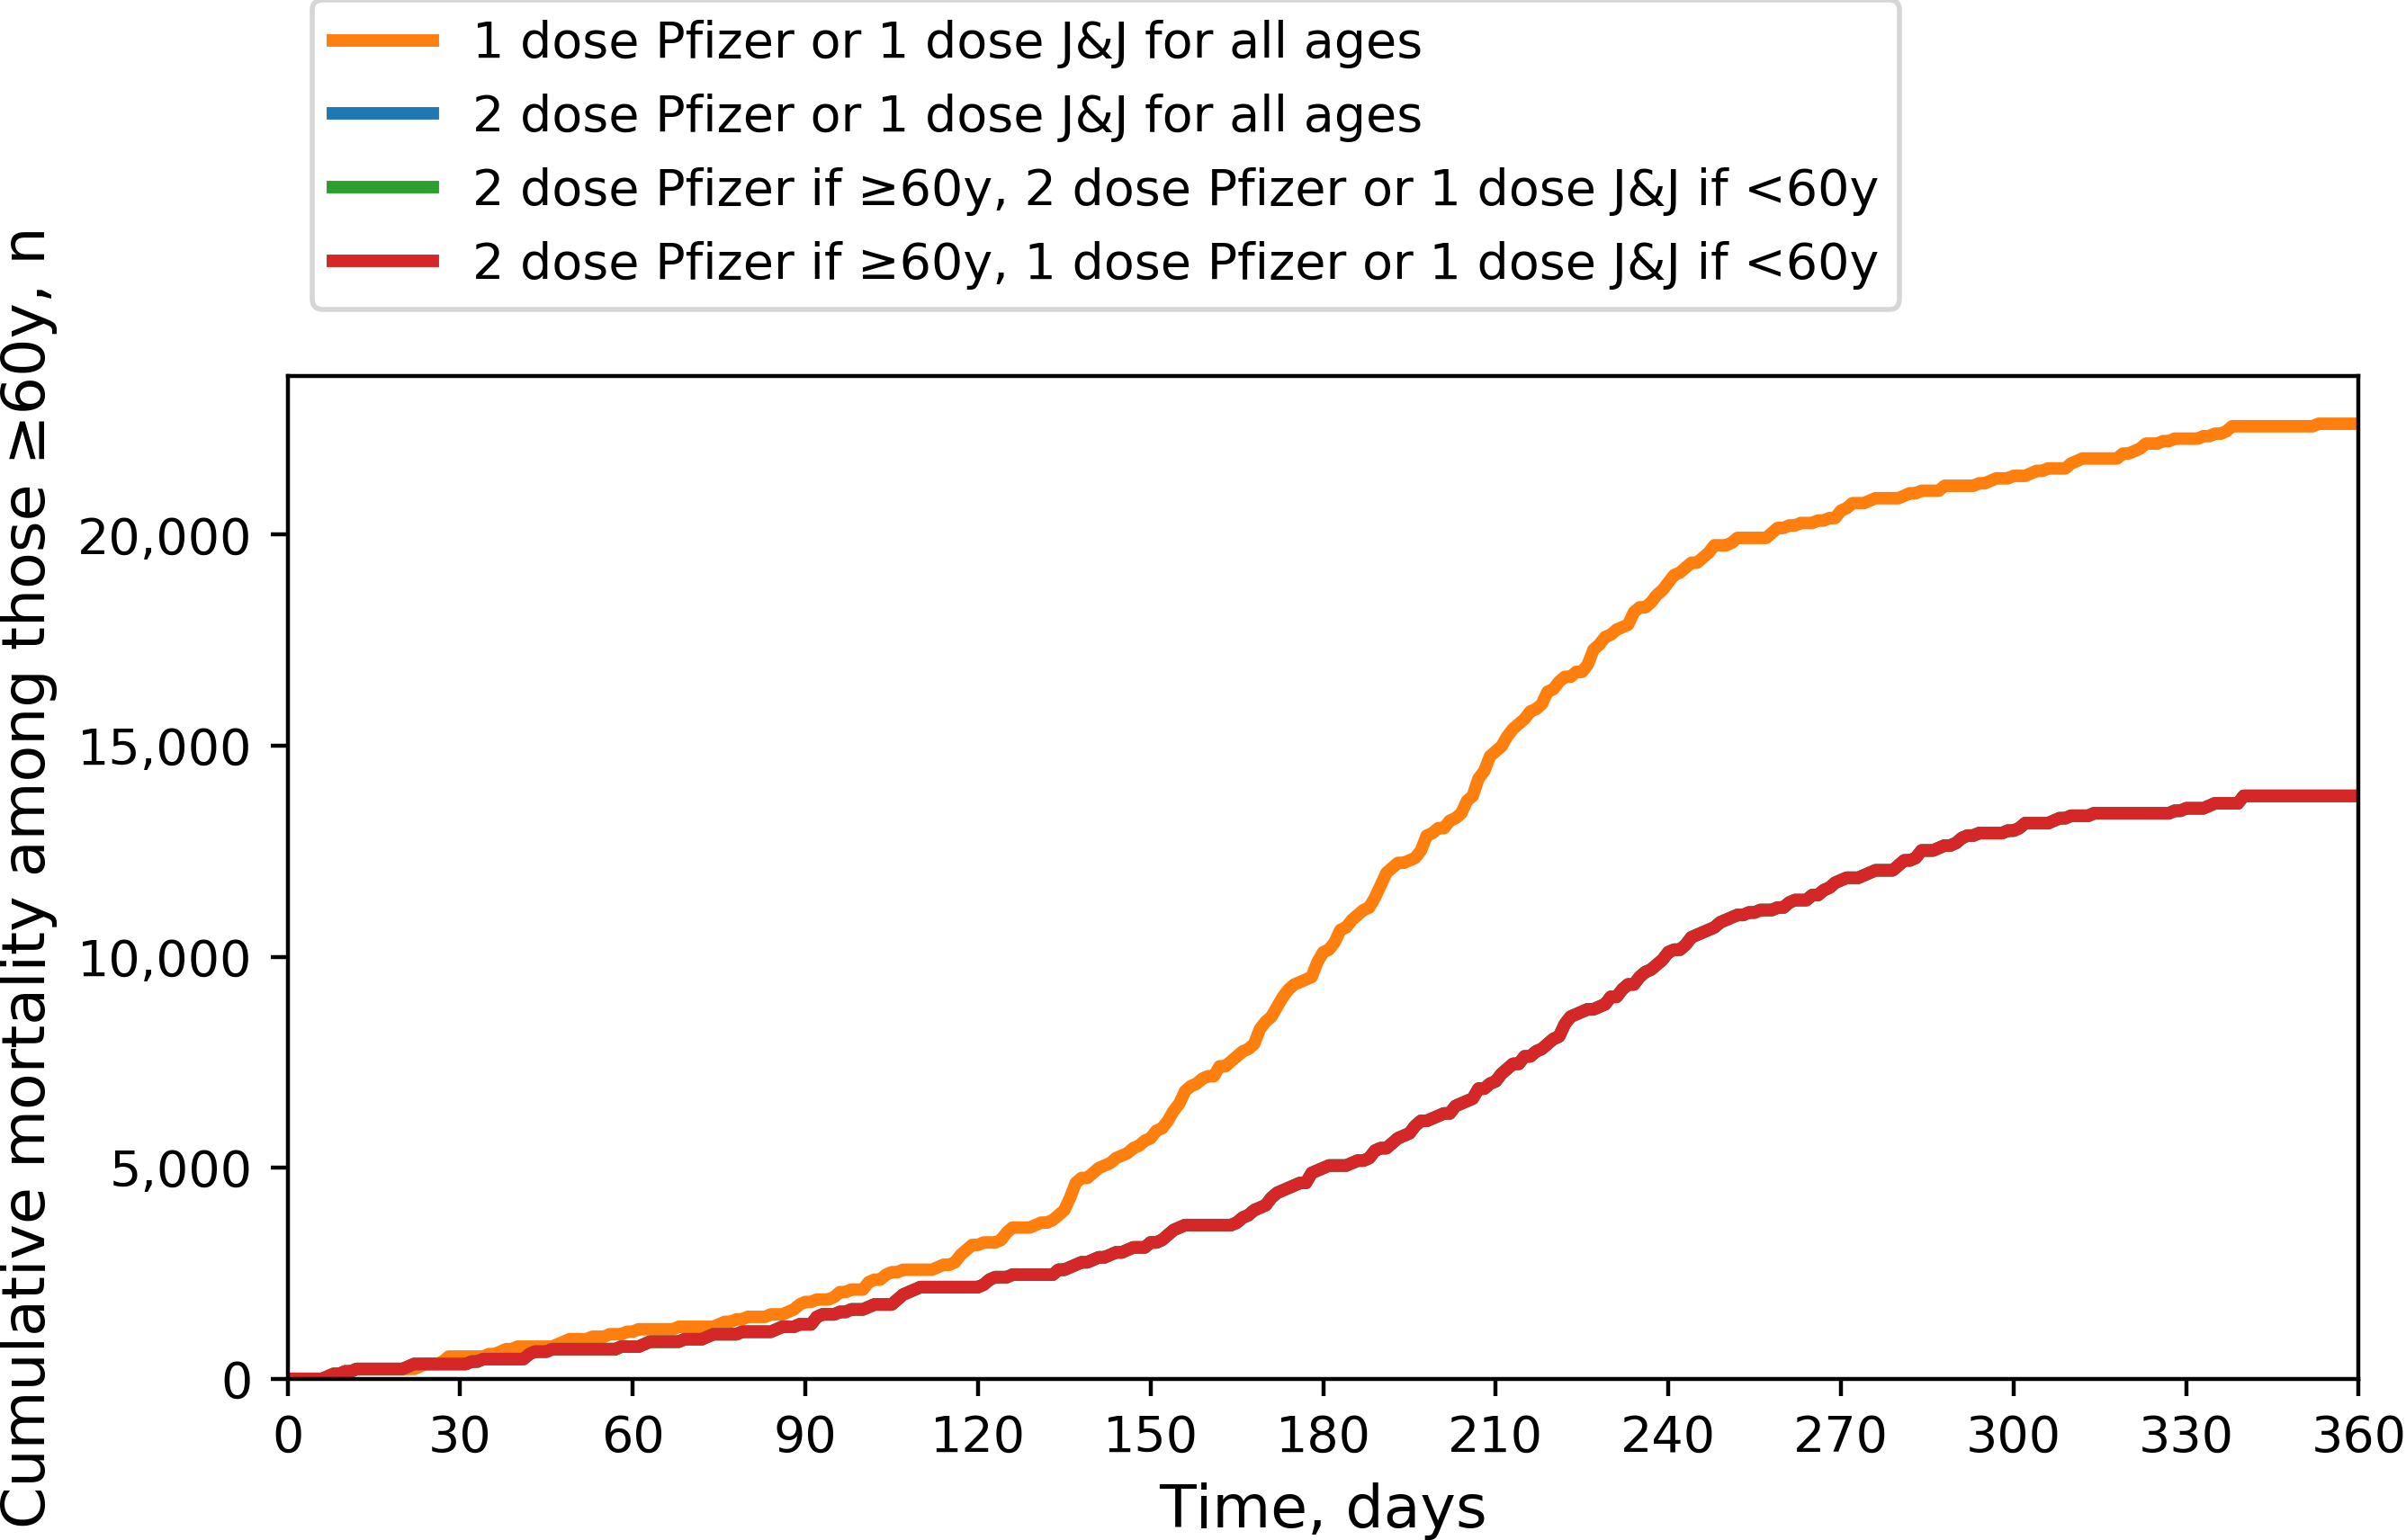 1 dose Pfizer or 1 dose J&J for all ages
2 dose Pfizer or 1 dose J&J for all ages
2 dose Pfizer if ≥60y, 2 dose Pfizer or 1 dose J&J if <60y
2 dose Pfizer if ≥60y, 1 dose Pfizer or 1 dose J&J if <60y
Cumulative mortality among those ≥60y, n
20,000
15,000
10,000
5,000
0
0 30 60 90 120 150 180 210 240 270 300 330 360
Time, days